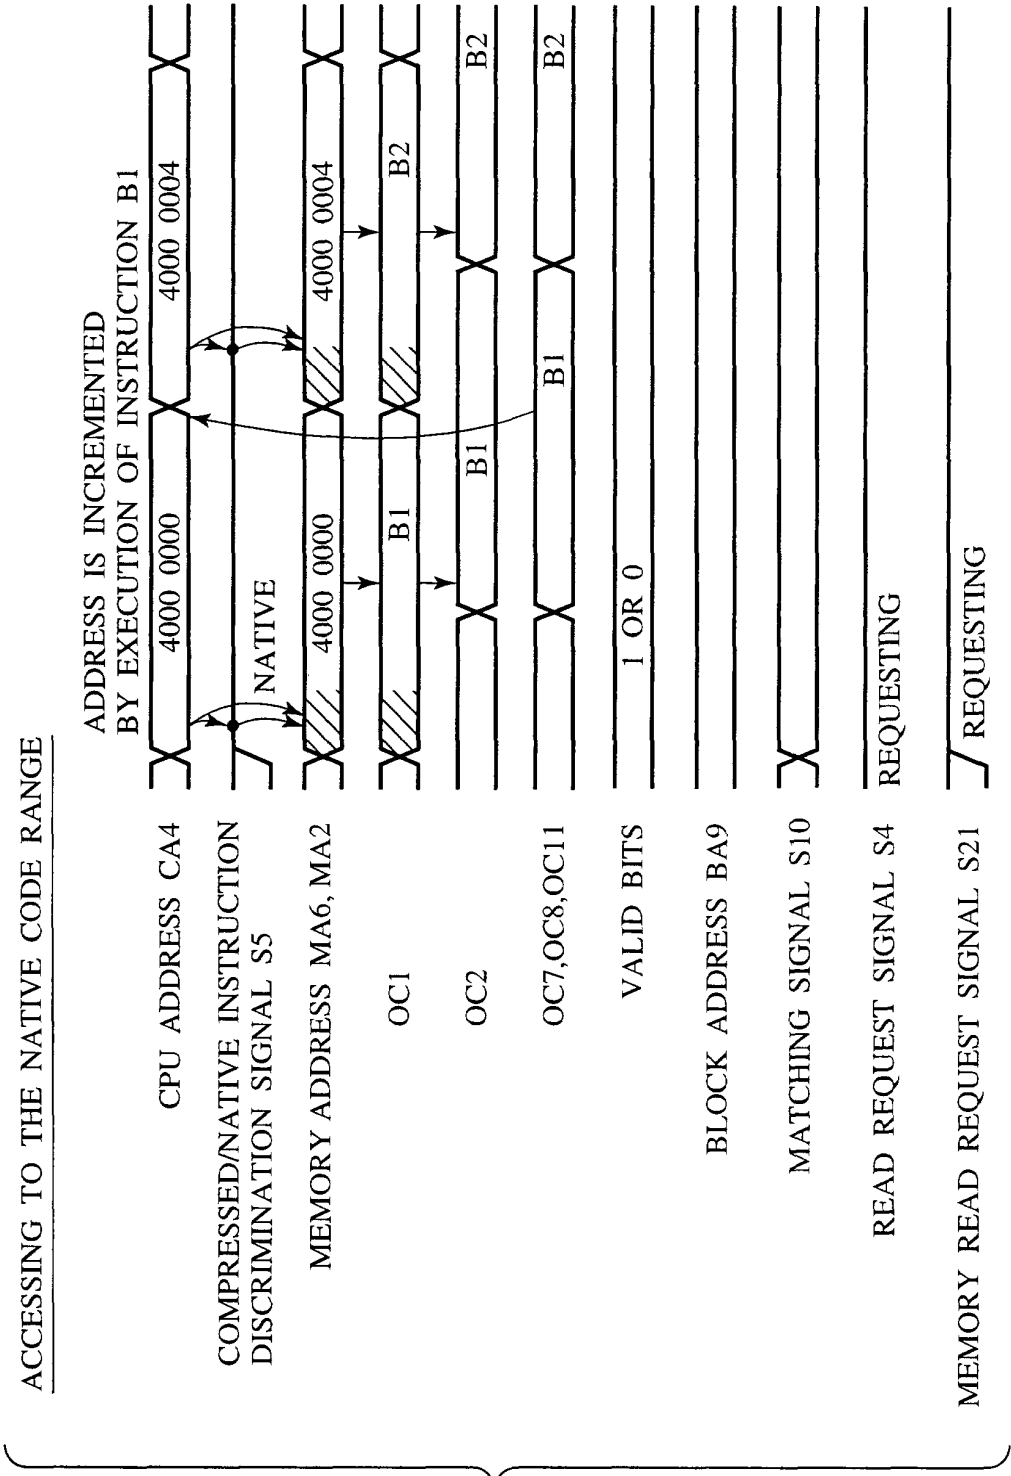 ACCESSING TO THE NATIVE CODE RANGE
ADDRESS IS INCREMENTED
BY EXECUTION OF INSTRUCTION B1
CPU ADDRESS CA4
4000 0000
4000 0004
COMPRESSED/NATIVE INSTRUCTION
DISCRIMINATION SIGNAL S5
NATIVE
MEMORY ADDRESS MA6, MA2
4000 0000
4000 0004
OC1
B1
B2
OC2
B1
B2
OC7,OC8,OC11
B1
B2
VALID BITS
1 OR 0
BLOCK ADDRESS BA9
MATCHING SIGNAL S10
READ REQUEST SIGNAL S4
REQUESTING
MEMORY READ REQUEST SIGNAL S21
REQUESTING